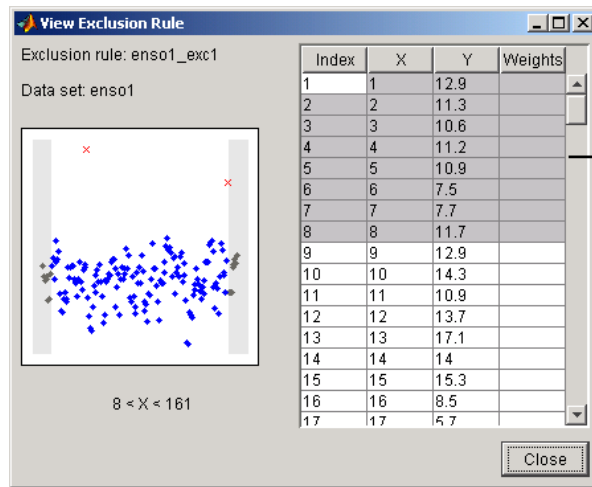 View Exclusion Rule
Exclusion rule: enso1_exc1
Data set: enso1
8 < X < 161
Index X Y Weights
1 1 12.9
2 2 11.3
3 3 10.6
4 4 11.2
5 5 10.9
6 6 7.5
7 7 7.7
8 8 11.7
9 9 12.9
10 10 14.3
11 11 10.9
12 12 13.7
13 13 17.1
14 14 14
15 15 15.3
16 16 8.5
17 17 5.7
Close